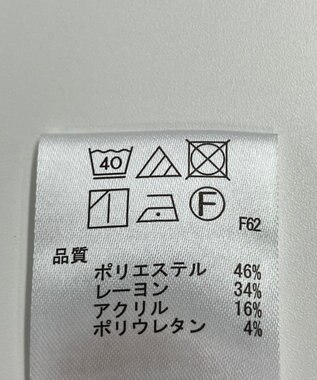 40
F
F62
品質
ポリエステル 46%
レーヨン 34%
アクリル 16%
ポリウレタン 4%